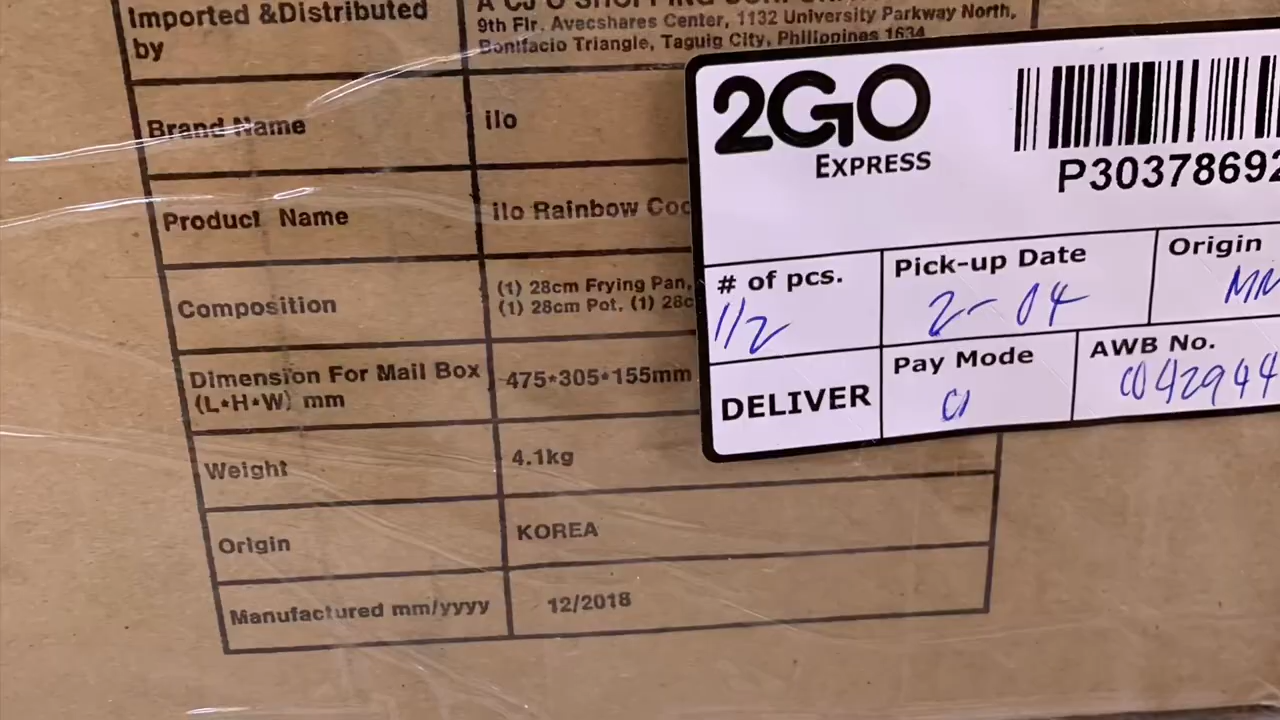 Imported &Distributed
by
9th Flr. Avecshares Center, 1132 University Parkway North,
Bonifacio Triangle, Taguig City, Philippines 1634
Brand Name
ilo
Product Name
ilo Rainbow
Composition
(1) 28cm Frying Pan,
(1) 28cm Pot, (1) 28c
Dimension For Mail Box
(L*H*W) mm
475*305*155mm
Weight
4.1kg
Origin
KOREA
Manufactured mm/yyyy
12/2018
2GO
EXPRESS
P3037869
# of pcs.
1/2
Pick-up Date
2-04
Origin
DELIVER
Pay Mode
AWB No.